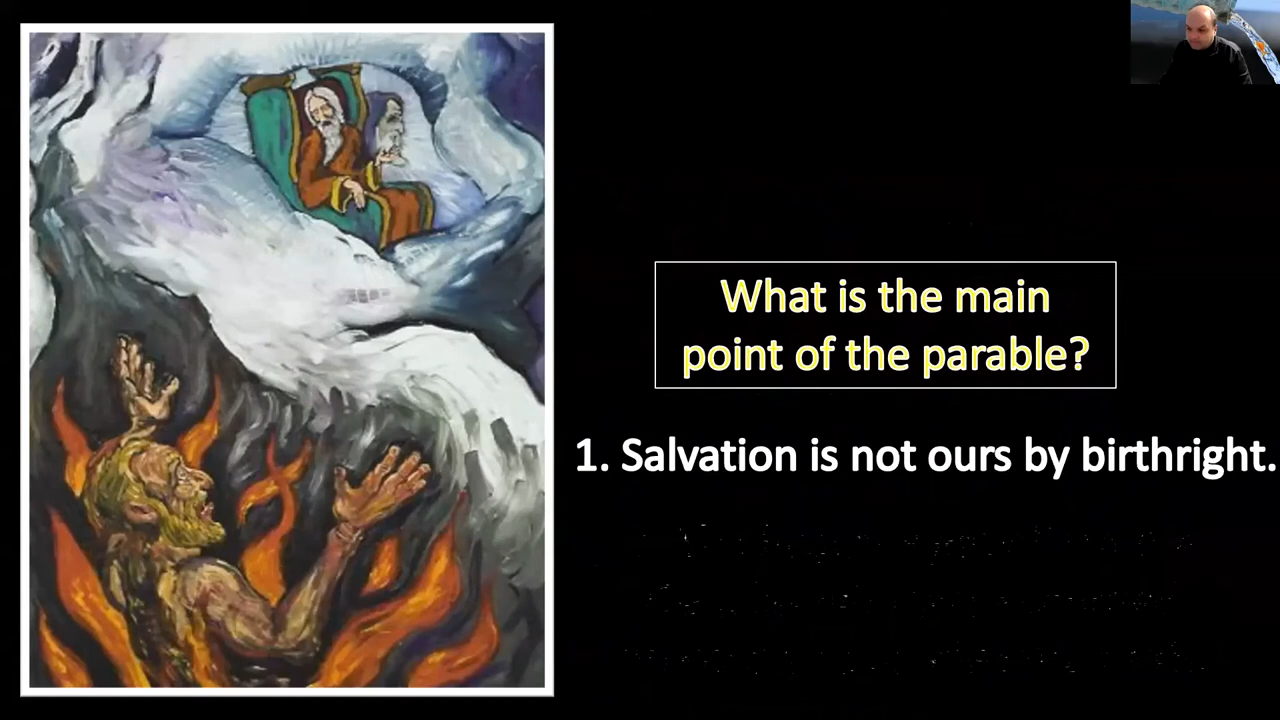 What is the main
point of the parable?
1. Salvation is not ours by birthright.